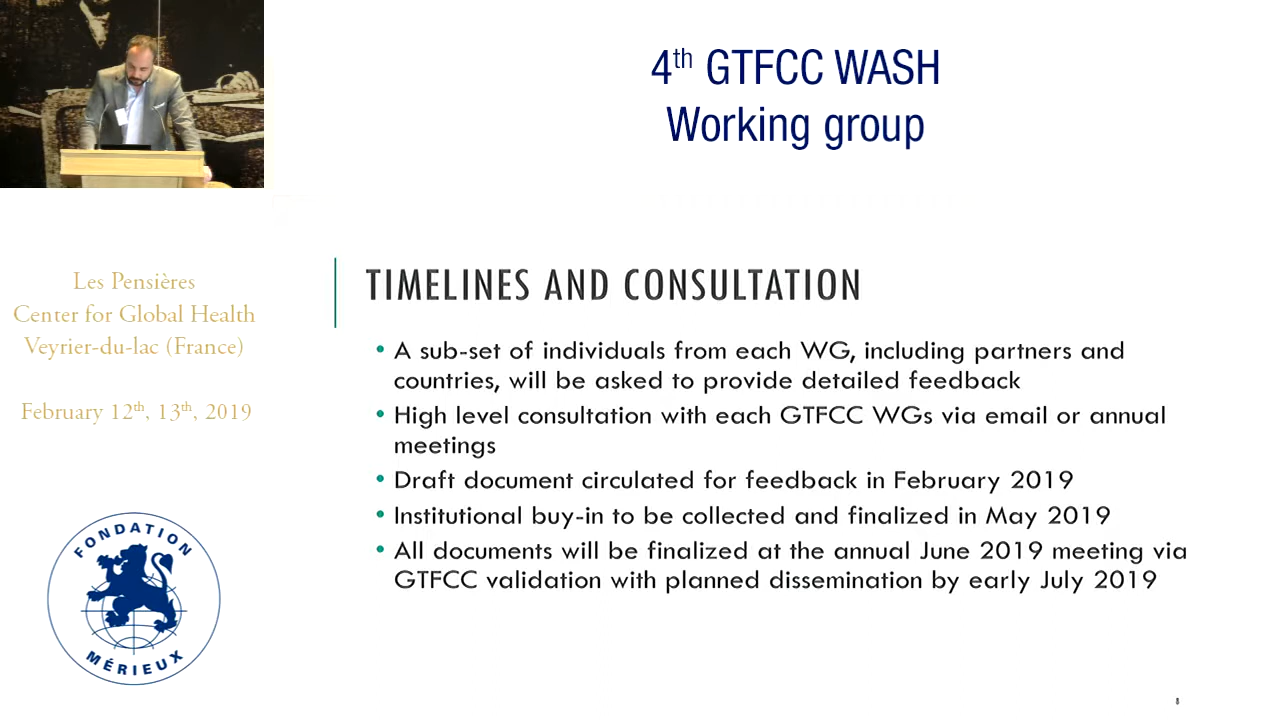 4th GTFCC WASH
Working group
Les Pensières
Center for Global Health
Veyrier-du-lac (France)
February 12th, 13th, 2019
FONDATION
MÉRIEUX
TIMELINES AND CONSULTATION
• A sub-set of individuals from each WG, including partners and
countries, will be asked to provide detailed feedback
• High level consultation with each GTFCC WGs via email or annual
meetings
• Draft document circulated for feedback in February 2019
• Institutional buy-in to be collected and finalized in May 2019
• All documents will be finalized at the annual June 2019 meeting via
GTFCC validation with planned dissemination by early July 2019
8